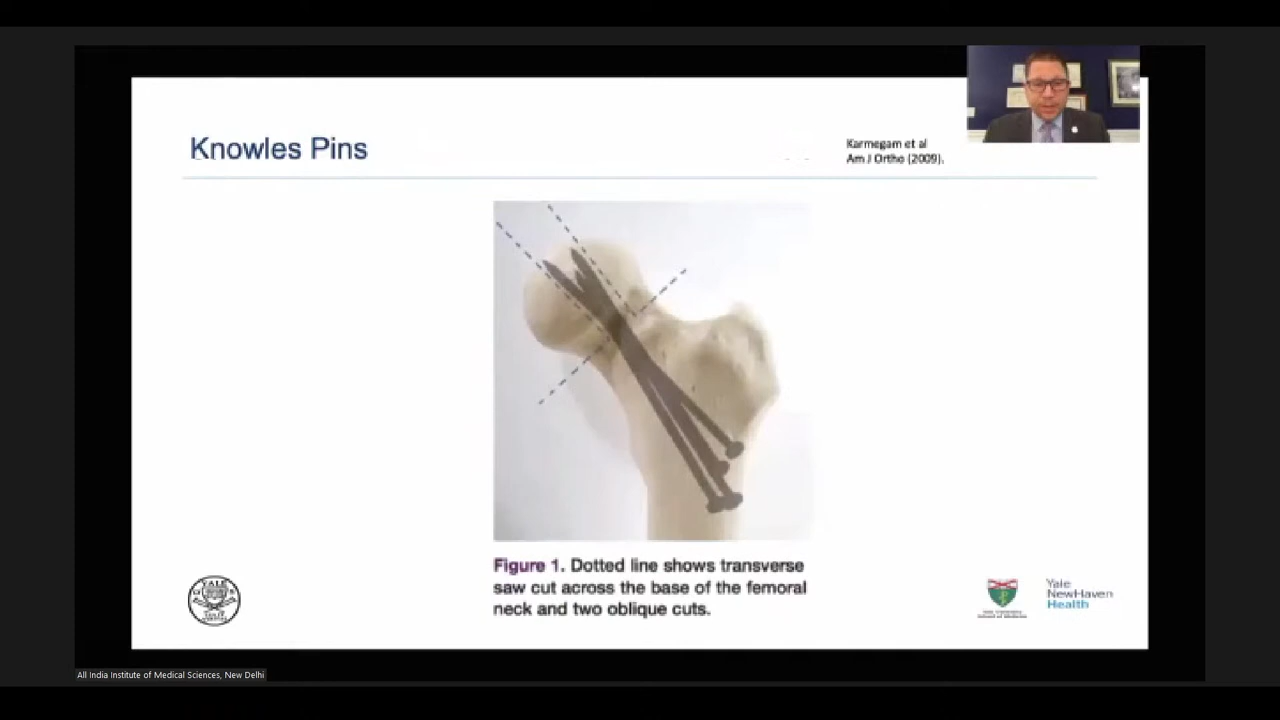 Knowles Pins
Karmegam et al
Am J Ortho (2009).
Figure 1. Dotted line shows transverse
saw cut across the base of the femoral
neck and two oblique cuts.
YALE
Yale
NewHaven
Health
All India Institute of Medical Sciences, New Delhi